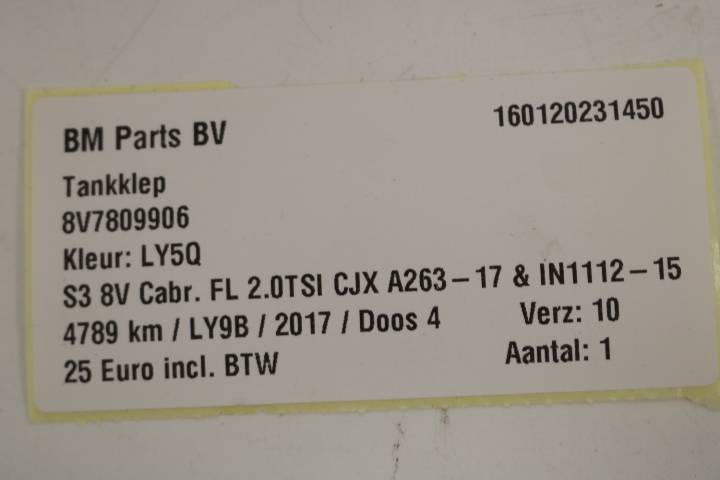 BM Parts BV 160120231450
Tankklep
8V7809906
Kleur: LY5Q
S3 8V Cabr. FL 2.0TSI CJX A263-17 & IN1112-15
4789 km / LY9B / 2017 / Doos 4 Verz: 10
25 Euro incl. BTW Aantal: 1